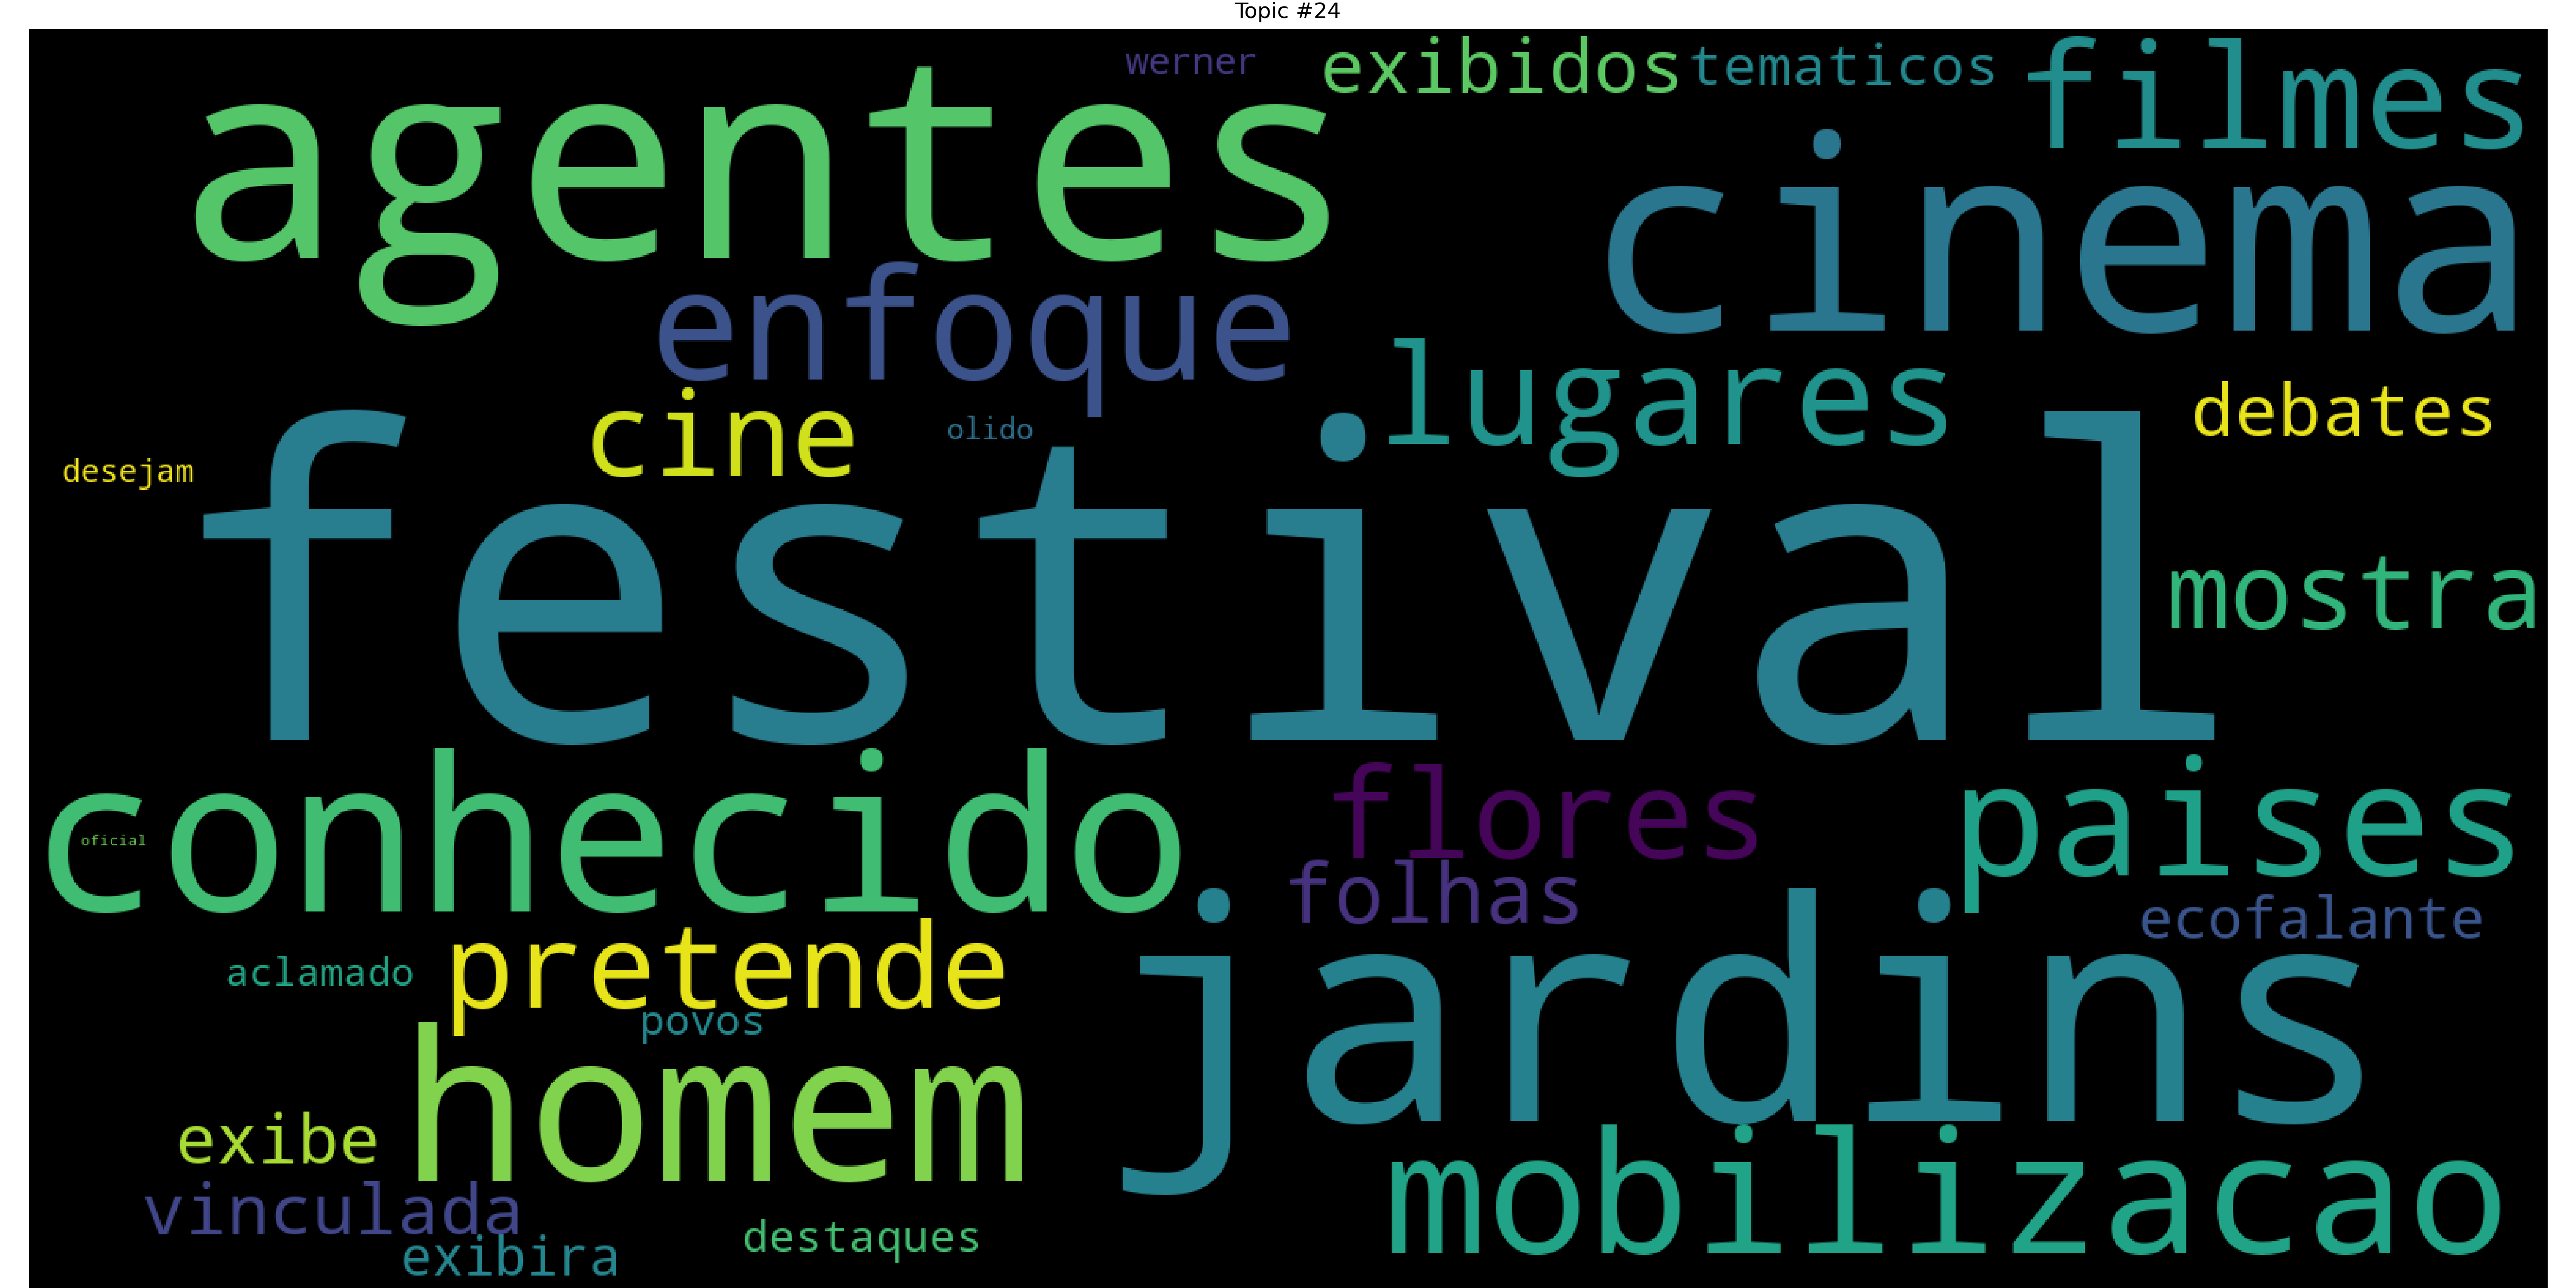 Topic #24
werner
exibidos
tematicos
filmes
agentes
cinema
enfoque
lugares
cine
olido
debates
desejam
festival
mostra
conhecido
oficial
flores
paises
folhas
ecofalante
aclamado
pretende
povos
jardins
homem
exibe
mobilizacao
vinculada
destaques
exibira